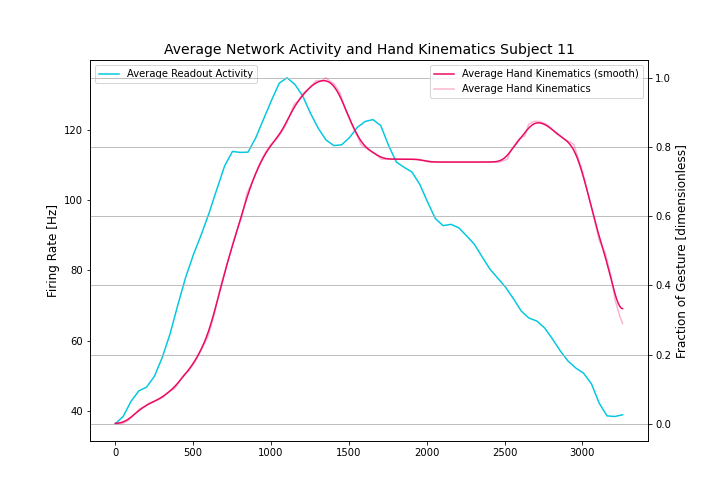 Average Network Activity and Hand Kinematics Subject 11
Average Readout Activity
Average Hand Kinematics (smooth)
Average Hand Kinematics
Firing Rate [Hz]
120
100
80
60
40
1.0
0.8
0.6
0.4
0.2
0.0
Fraction of Gesture [dimensionless]
0 500 1000 1500 2000 2500 3000